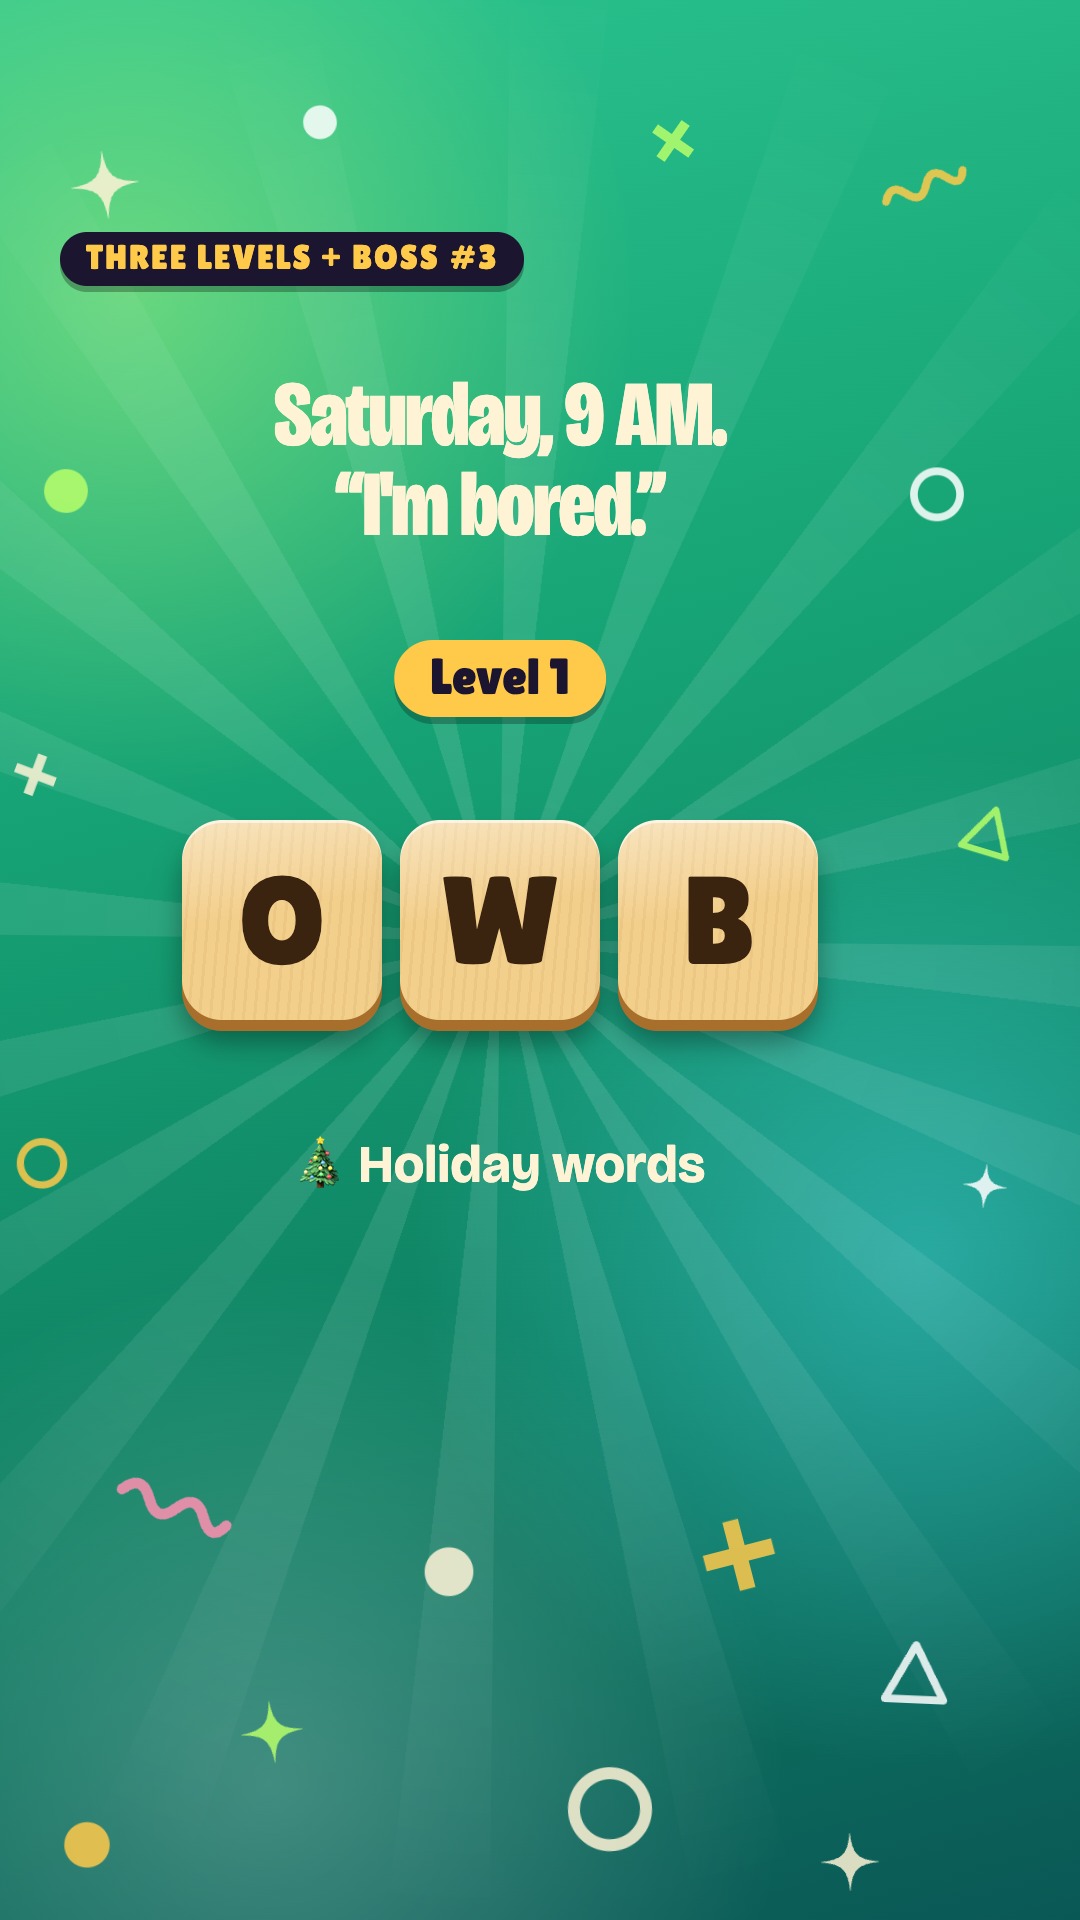 THREE LEVELS + BOSS #3
Saturday, 9 AM.
“I'm bored.”
Level 1
O W B
Holiday words